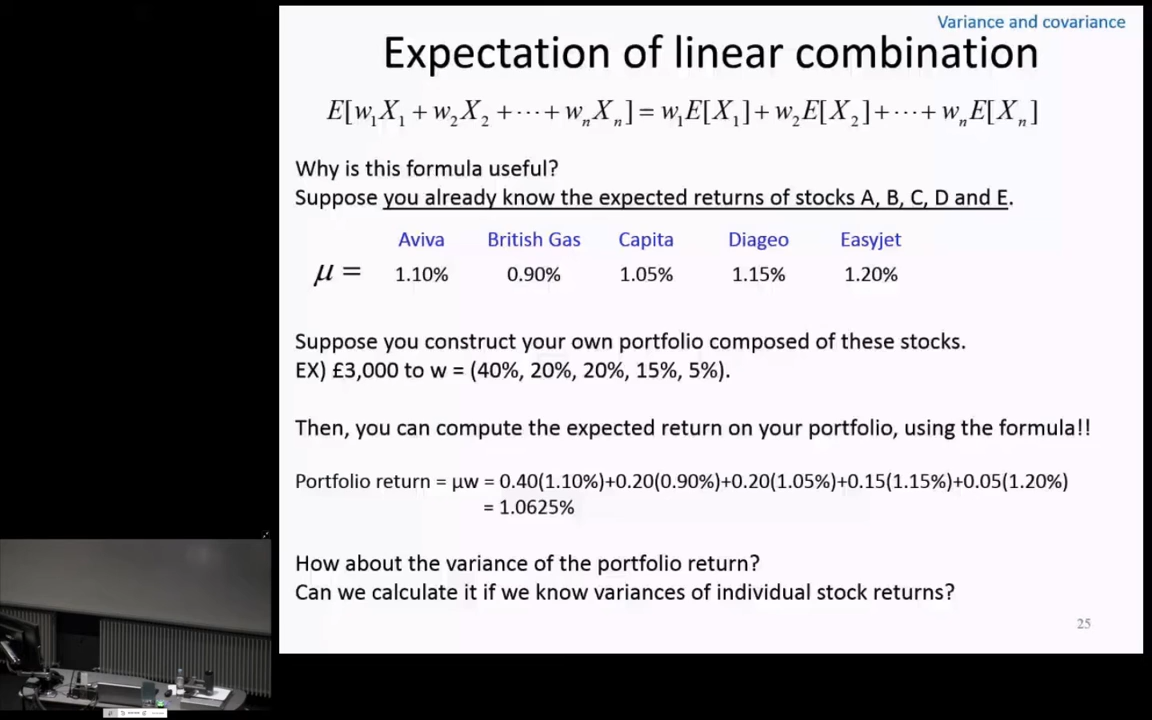 Variance and covariance
Expectation of linear combination
E[w₁X₁ + w₂X₂ + ⋯ + wₙXₙ] = w₁E[X₁] + w₂E[X₂] + ⋯ + wₙE[Xₙ]
Why is this formula useful?
Suppose you already know the expected returns of stocks A, B, C, D and E.
Aviva British Gas Capita Diageo Easyjet
μ = 1.10% 0.90% 1.05% 1.15% 1.20%
Suppose you construct your own portfolio composed of these stocks.
EX) £3,000 to w = (40%, 20%, 20%, 15%, 5%).
Then, you can compute the expected return on your portfolio, using the formula!!
Portfolio return = μw = 0.40(1.10%)+0.20(0.90%)+0.20(1.05%)+0.15(1.15%)+0.05(1.20%)
= 1.0625%
How about the variance of the portfolio return?
Can we calculate it if we know variances of individual stock returns?
25